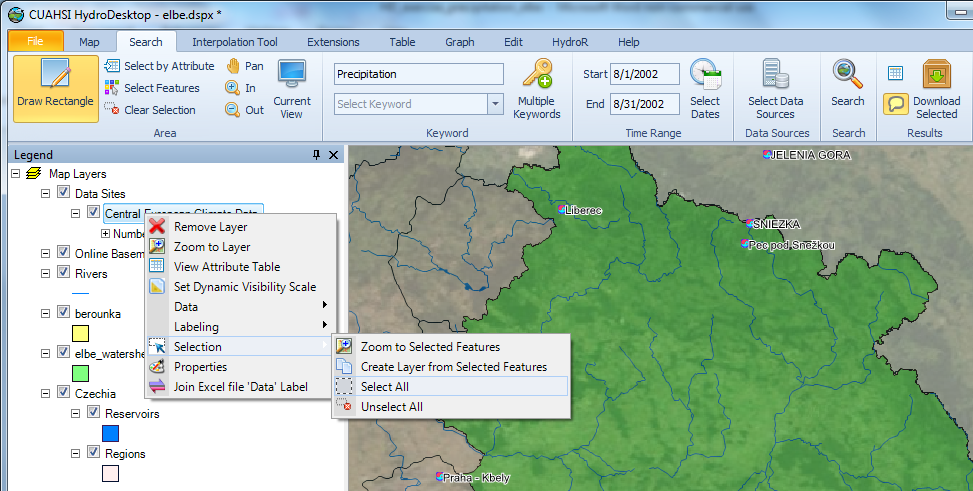 CUAHSI HydroDesktop - elbe.dspx *
File Map Search Interpolation Tool Extensions Table Graph Edit HydroR Help
Draw Rectangle
Select by Attribute
Select Features
Clear Selection
Pan
In
Out
Current View
Area
Precipitation
Select Keyword
Multiple Keywords
Keyword
Start 8/1/2002
End 8/31/2002
Select Dates
Time Range
Select Data Sources
Data Sources
Search
Search
Download Selected
Results
Legend
Map Layers
Data Sites
Central European Climate Data
Numbe
Online Basem
Rivers
berounka
elbe_watershe
Czechia
Reservoirs
Regions
Remove Layer
Zoom to Layer
View Attribute Table
Set Dynamic Visibility Scale
Data
Labeling
Selection
Properties
Join Excel file 'Data' Label
Zoom to Selected Features
Create Layer from Selected Features
Select All
Unselect All
JELENIA GORA
Liberec
SNIEZKA
Pec pod Snežkou
Praha - Kbely